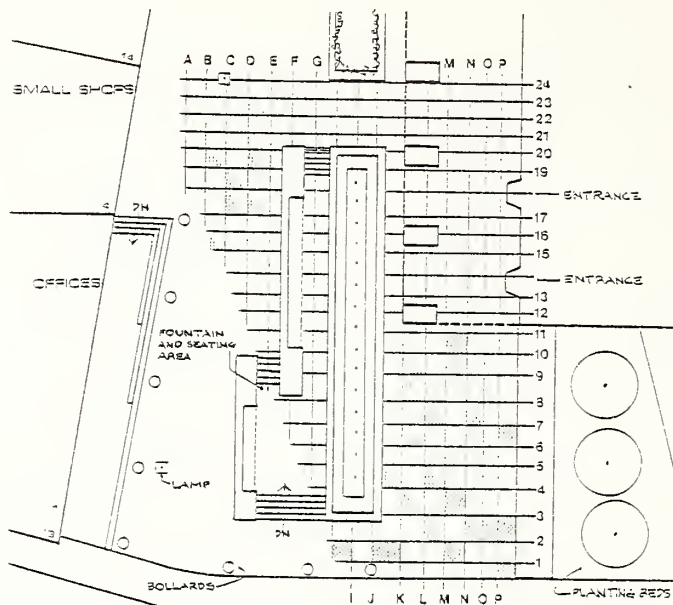 A B C D E F G M N O P
24
SMALL SHOPS
23
22
21
20
19
ENTRANCE
DN
17
16
15
OFFICES
ENTRANCE
13
12
FOUNTAIN
AND SEATING
AREA
11
10
9
8
7
6
5
LAMP
4
3
DN
2
1
BOLLARDS
PLANTING BEDS
I J K L M N O P